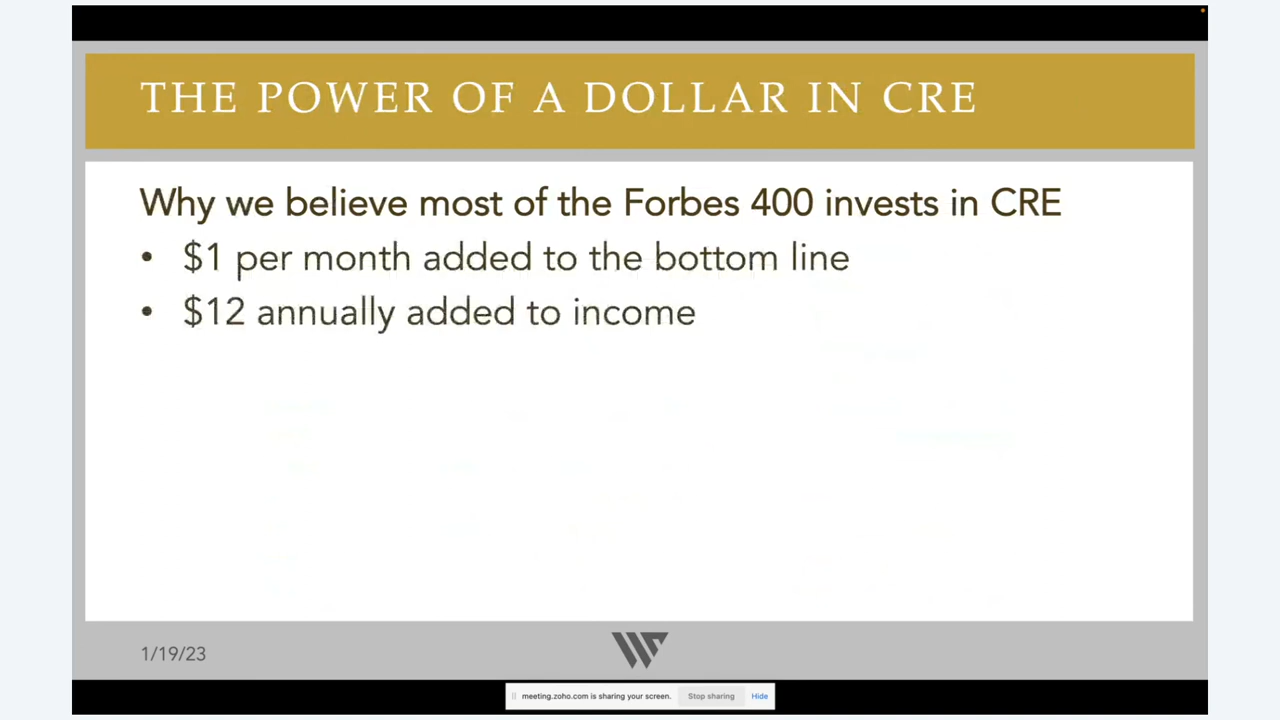 THE POWER OF A DOLLAR IN CRE
Why we believe most of the Forbes 400 invests in CRE
• $1 per month added to the bottom line
• $12 annually added to income
1/19/23
meeting.zoho.com is sharing your screen. Stop sharing Hide